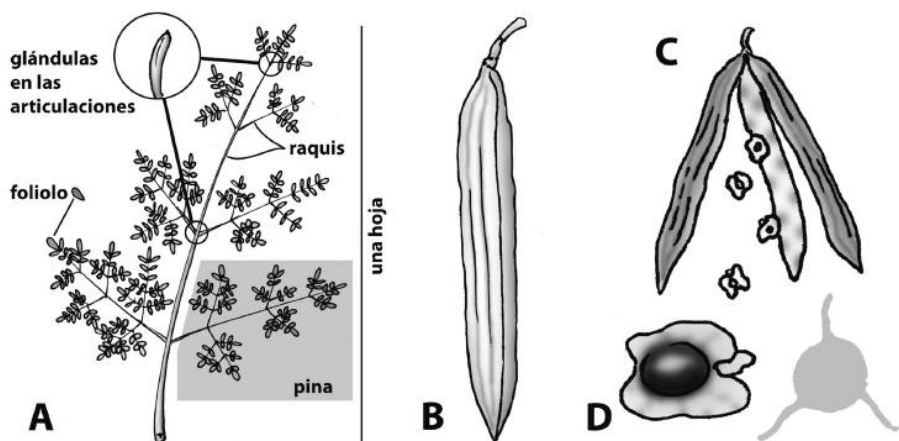 glándulas
en las
articulaciones
raquis
foliolo
una hoja
pina
A
B
C
D